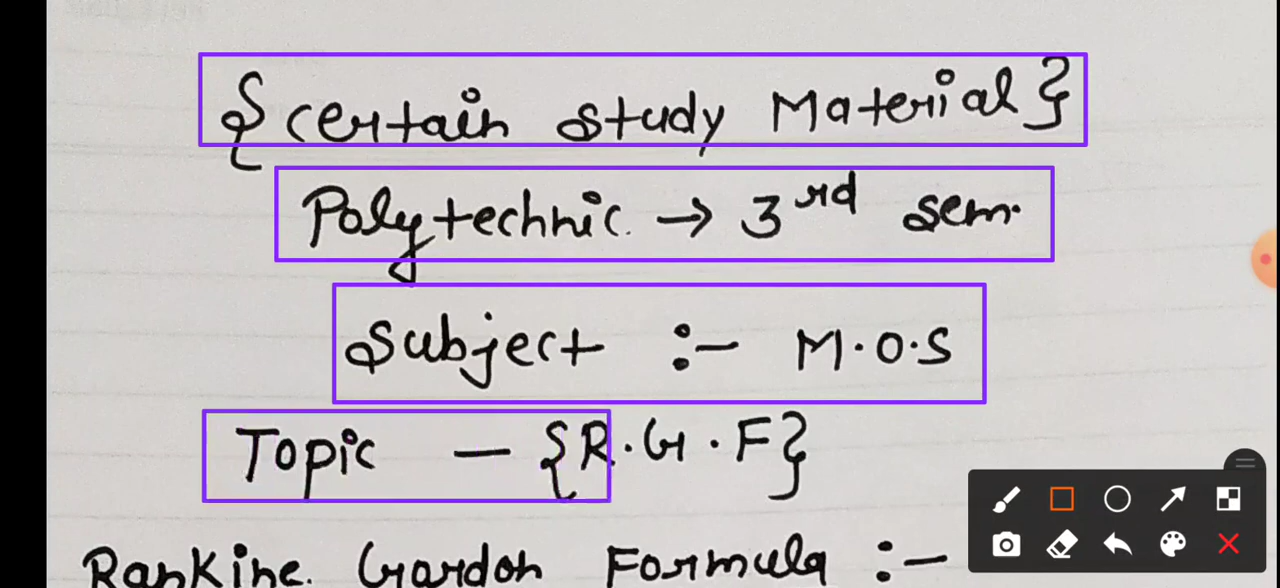 {certain study Material}
Polytechnic. → 3rd sem.
Subject :- M.O.S
Topic - {R.G.F}
Rankine. Gordon Formula :-